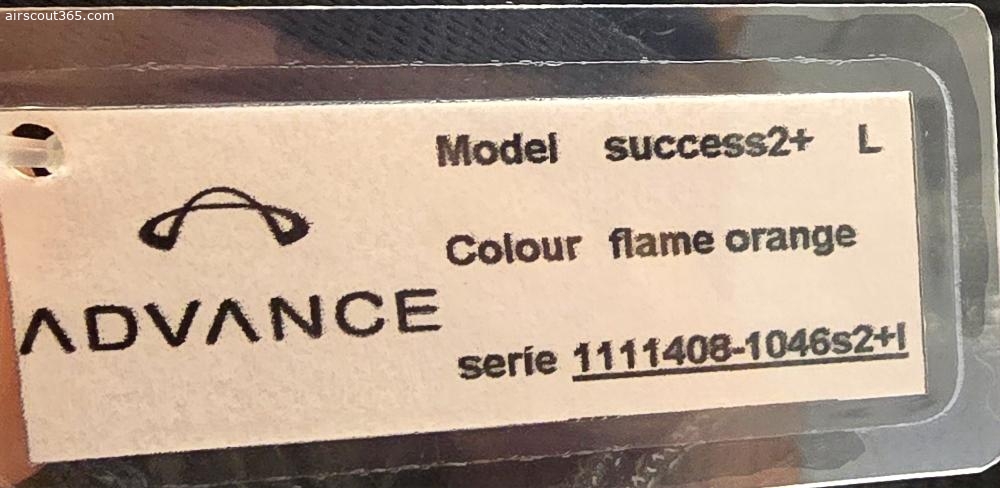 airscout365.com
Model success2+ L
Colour flame orange
ADVANCE
serie 1111408-1046s2+l